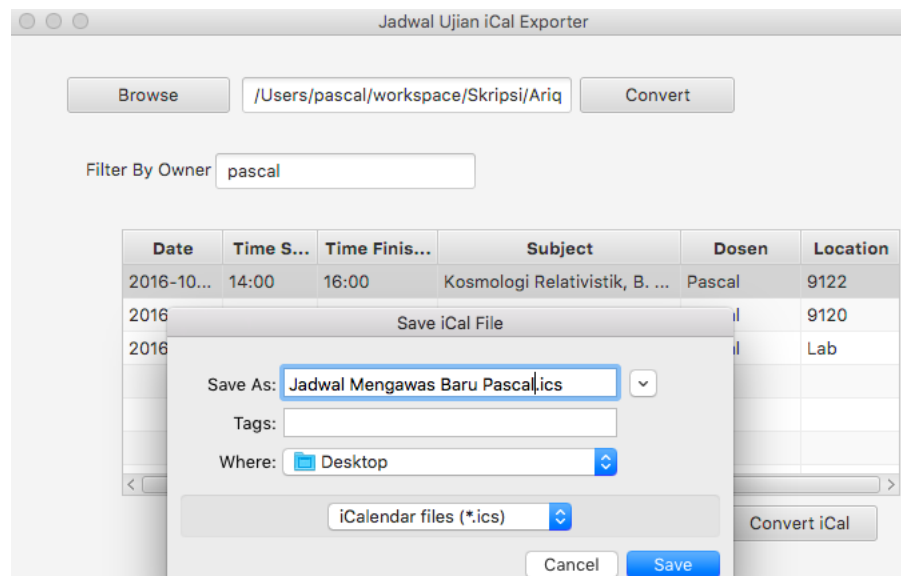 Jadwal Ujian iCal Exporter
Browse /Users/pascal/workspace/Skripsi/Ariq Convert
Filter By Owner pascal
Date Time S... Time Finis... Subject Dosen Location
2016-10... 14:00 16:00 Kosmologi Relativistik, B. ... Pascal 9122
2016 al 9120
2016 al Lab
Save iCal File
Save As: Jadwal Mengawas Baru Pascal.ics
Tags:
Where: Desktop
iCalendar files (*.ics)
Convert iCal
Cancel Save